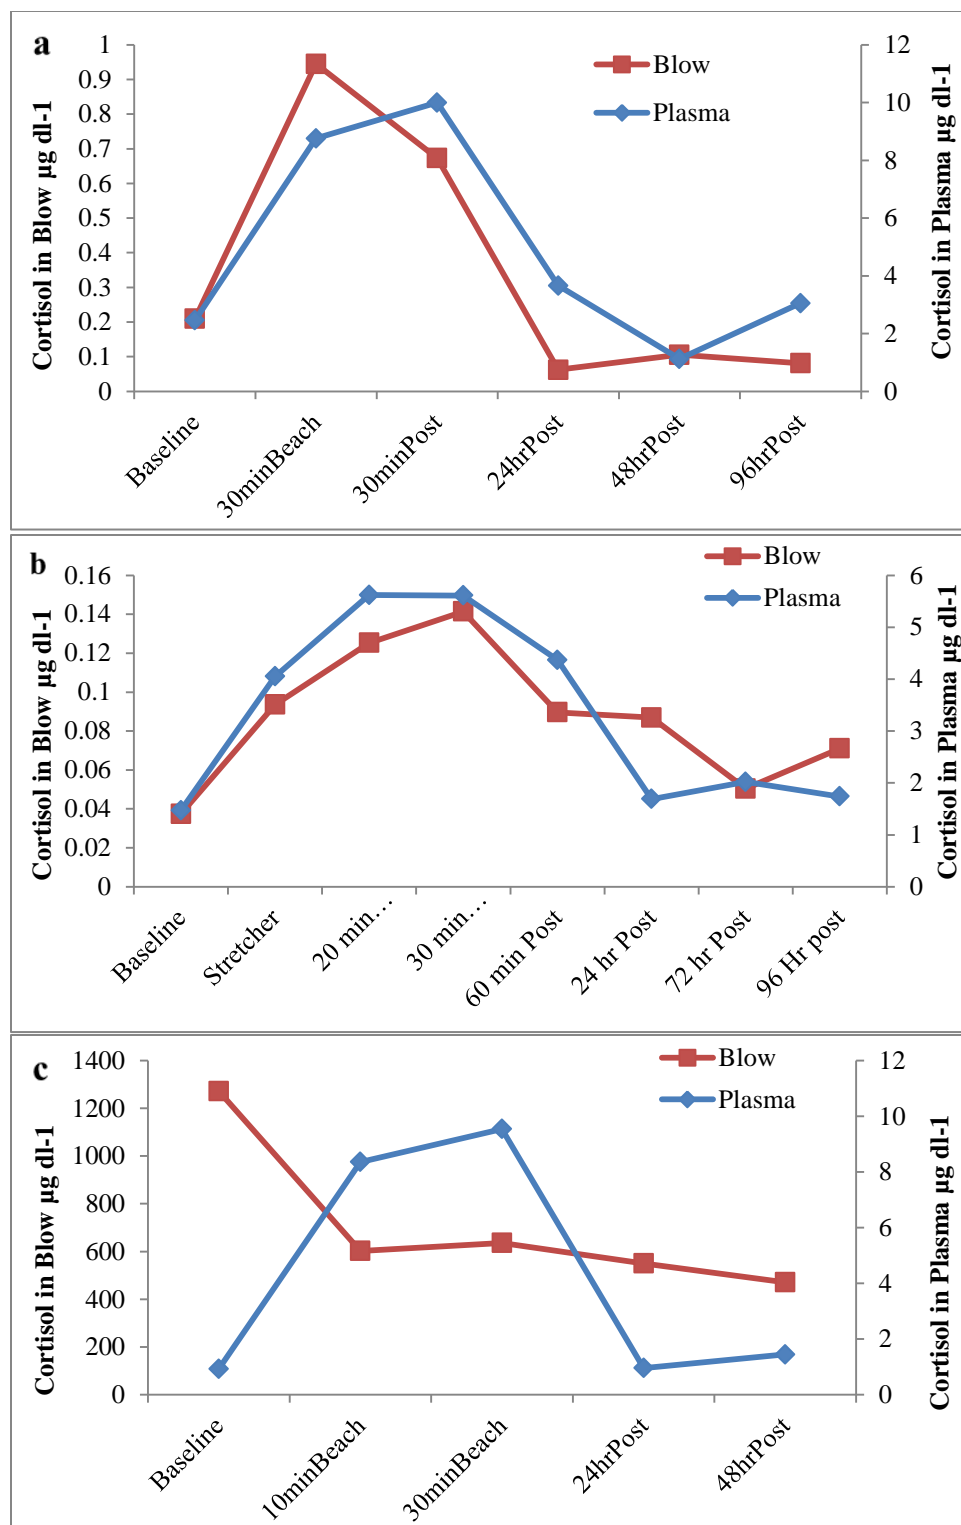 a
Blow
Plasma
Cortisol in Blow µg dl-1
1
0.9
0.8
0.7
0.6
0.5
0.4
0.3
0.2
0.1
0
12
10
8
6
4
2
0
Cortisol in Plasma µg dl-1
Baseline
30minBeach
30minPost
24hrPost
48hrPost
96hrPost
b
Blow
Plasma
Cortisol in Blow µg dl-1
0.16
0.14
0.12
0.1
0.08
0.06
0.04
0.02
0
6
5
4
3
2
1
0
Cortisol in Plasma µg dl-1
Baseline
Stretcher
20 min…
30 min…
60 min Post
24 hr Post
72 hr Post
96 Hr post
c
Blow
Plasma
Cortisol in Blow µg dl-1
1400
1200
1000
800
600
400
200
0
12
10
8
6
4
2
0
Cortisol in Plasma µg dl-1
Baseline
10minBeach
30minBeach
24hrPost
48hrPost